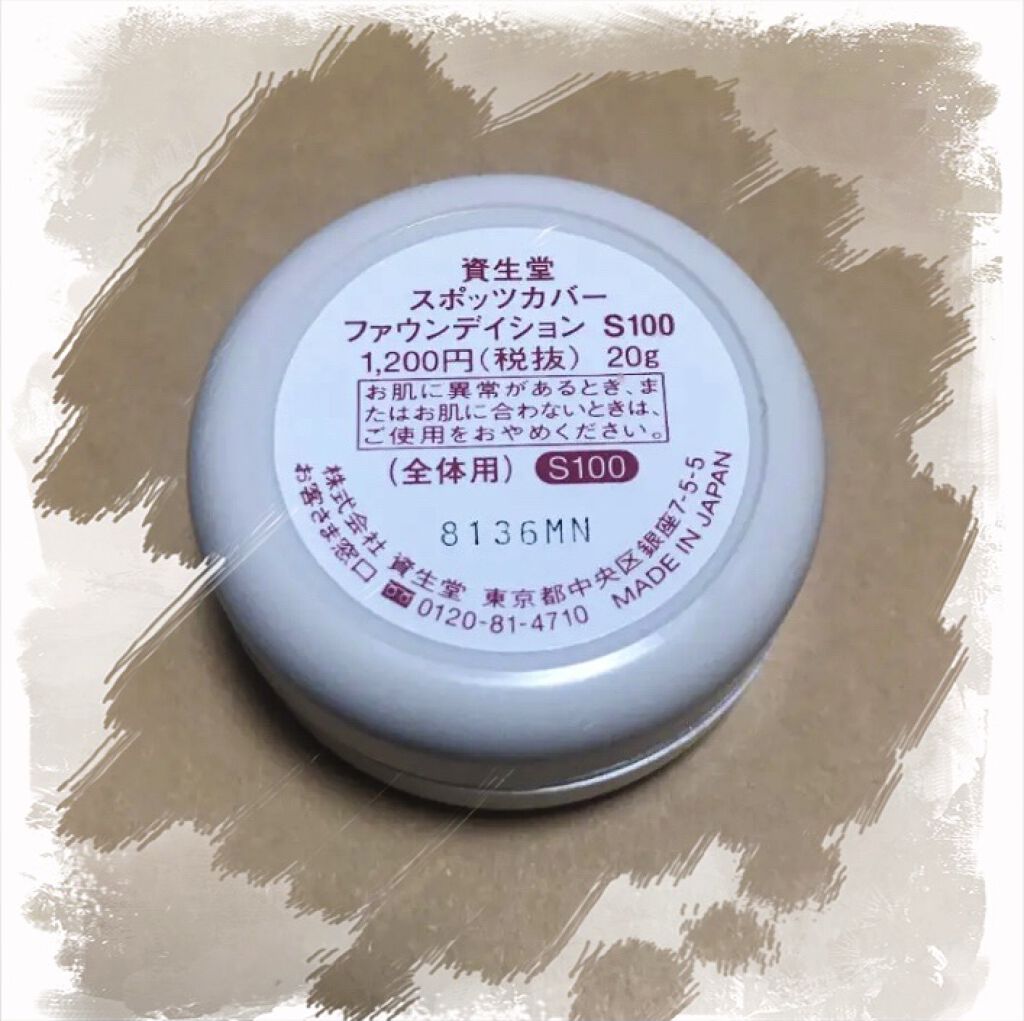 資生堂
スポッツカバー
ファウンデイション S100
1,200円(税抜) 20g
お肌に異常があるとき、ま
たはお肌に合わないときは、
ご使用をおやめください。
(全体用) S100
8136MN
株式会社 資生堂 東京都中央区銀座7-5-5
お客さま窓口 0120-81-4710 MADE IN JAPAN